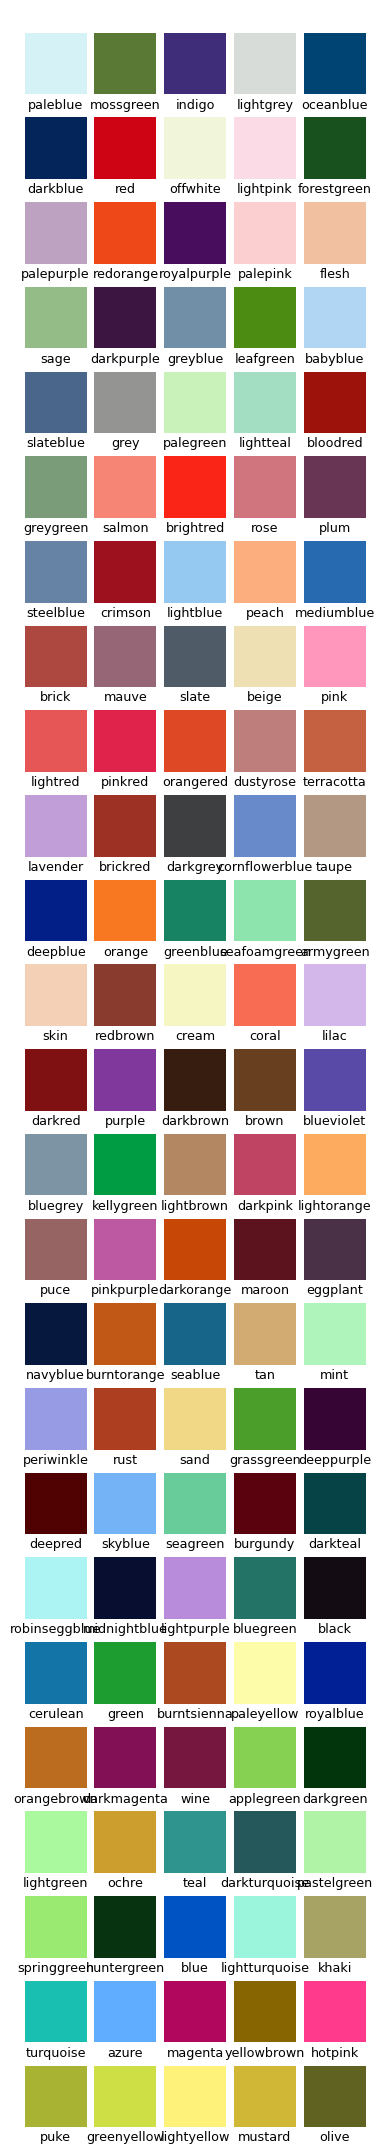 paleblue mossgreen indigo lightgrey oceanblue
darkblue red offwhite lightpink forestgreen
palepurple redorange royalpurple palepink flesh
sage darkpurple greyblue leafgreen babyblue
slateblue grey palegreen lightteal bloodred
greygreen salmon brightred rose plum
steelblue crimson lightblue peach mediumblue
brick mauve slate beige pink
lightred pinkred orangered dustyrose terracotta
lavender brickred darkgrey cornflowerblue taupe
deepblue orange greenblue seafoamgreen armygreen
skin redbrown cream coral lilac
darkred purple darkbrown brown blueviolet
bluegrey kellygreen lightbrown darkpink lightorange
puce pinkpurple darkorange maroon eggplant
navyblue burntorange seablue tan mint
periwinkle rust sand grassgreen deeppurple
deepred skyblue seagreen burgundy darkteal
robinseggblue midnightblue lightpurple bluegreen black
cerulean green burntsienna paleyellow royalblue
orangebrown darkmagenta wine applegreen darkgreen
lightgreen ochre teal darkturquoise pastelgreen
springgreen huntergreen blue lightturquoise khaki
turquoise azure magenta yellowbrown hotpink
puke greenyellow lightyellow mustard olive